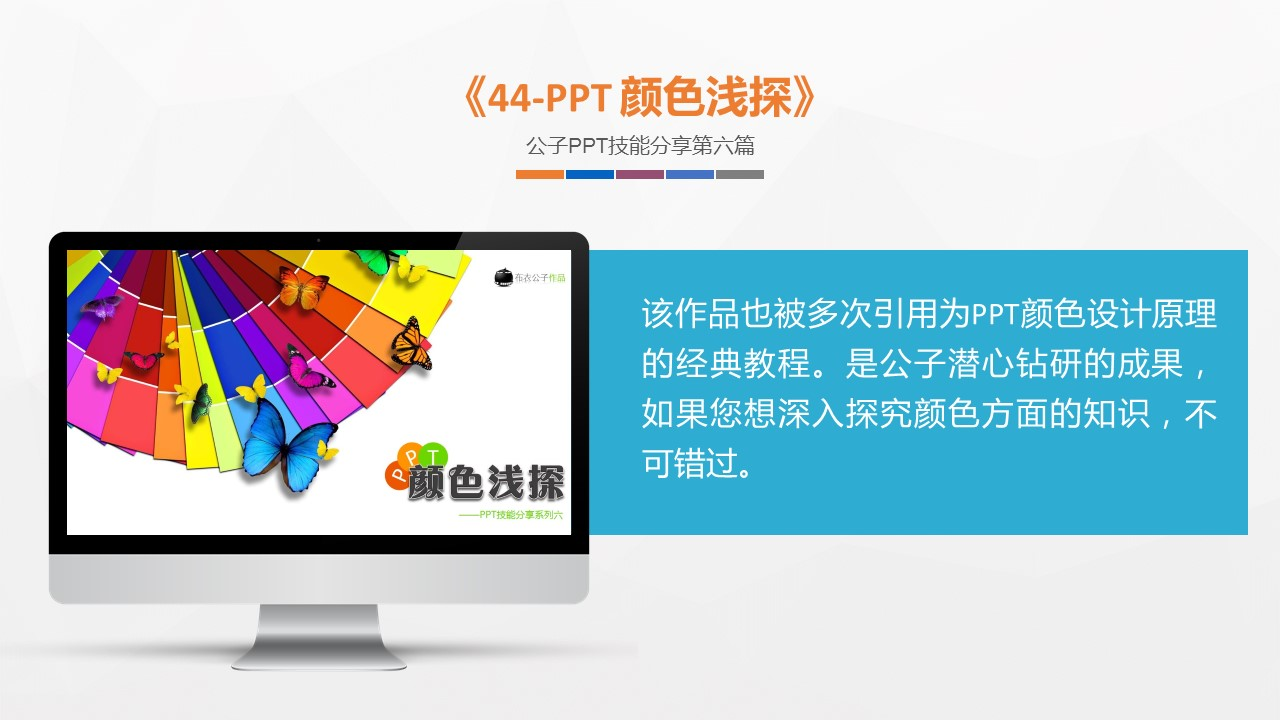 《44-PPT 颜色浅探》
公子PPT技能分享第六篇
布衣公子作品
PPT
颜色浅探
——PPT技能分享系列六
该作品也被多次引用为PPT颜色设计原理
的经典教程。是公子潜心钻研的成果，
如果您想深入探究颜色方面的知识，不
可错过。